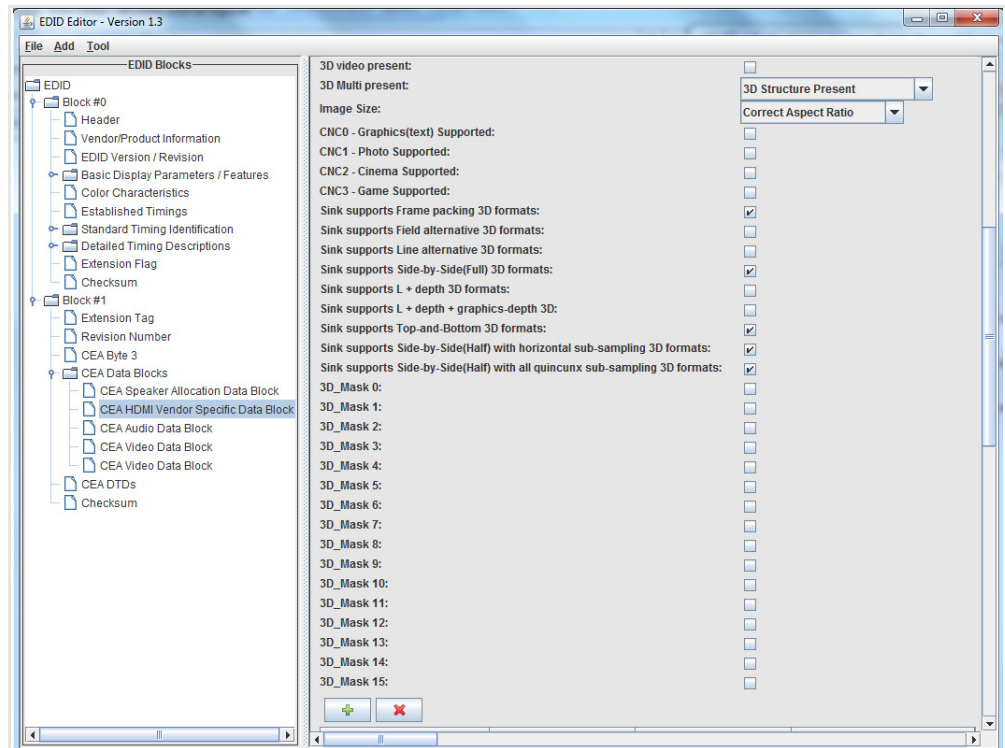 EDID Editor - Version 1.3
File Add Tool
EDID Blocks
EDID
Block #0
Header
Vendor/Product Information
EDID Version / Revision
Basic Display Parameters / Features
Color Characteristics
Established Timings
Standard Timing Identification
Detailed Timing Descriptions
Extension Flag
Checksum
Block #1
Extension Tag
Revision Number
CEA Byte 3
CEA Data Blocks
CEA Speaker Allocation Data Block
CEA HDMI Vendor Specific Data Block
CEA Audio Data Block
CEA Video Data Block
CEA Video Data Block
CEA DTDs
Checksum
3D video present:
3D Multi present: 3D Structure Present
Image Size: Correct Aspect Ratio
CNC0 - Graphics(text) Supported:
CNC1 - Photo Supported:
CNC2 - Cinema Supported:
CNC3 - Game Supported:
Sink supports Frame packing 3D formats:
Sink supports Field alternative 3D formats:
Sink supports Line alternative 3D formats:
Sink supports Side-by-Side(Full) 3D formats:
Sink supports L + depth 3D formats:
Sink supports L + depth + graphics-depth 3D:
Sink supports Top-and-Bottom 3D formats:
Sink supports Side-by-Side(Half) with horizontal sub-sampling 3D formats:
Sink supports Side-by-Side(Half) with all quincunx sub-sampling 3D formats:
3D_Mask 0:
3D_Mask 1:
3D_Mask 2:
3D_Mask 3:
3D_Mask 4:
3D_Mask 5:
3D_Mask 6:
3D_Mask 7:
3D_Mask 8:
3D_Mask 9:
3D_Mask 10:
3D_Mask 11:
3D_Mask 12:
3D_Mask 13:
3D_Mask 14:
3D_Mask 15: